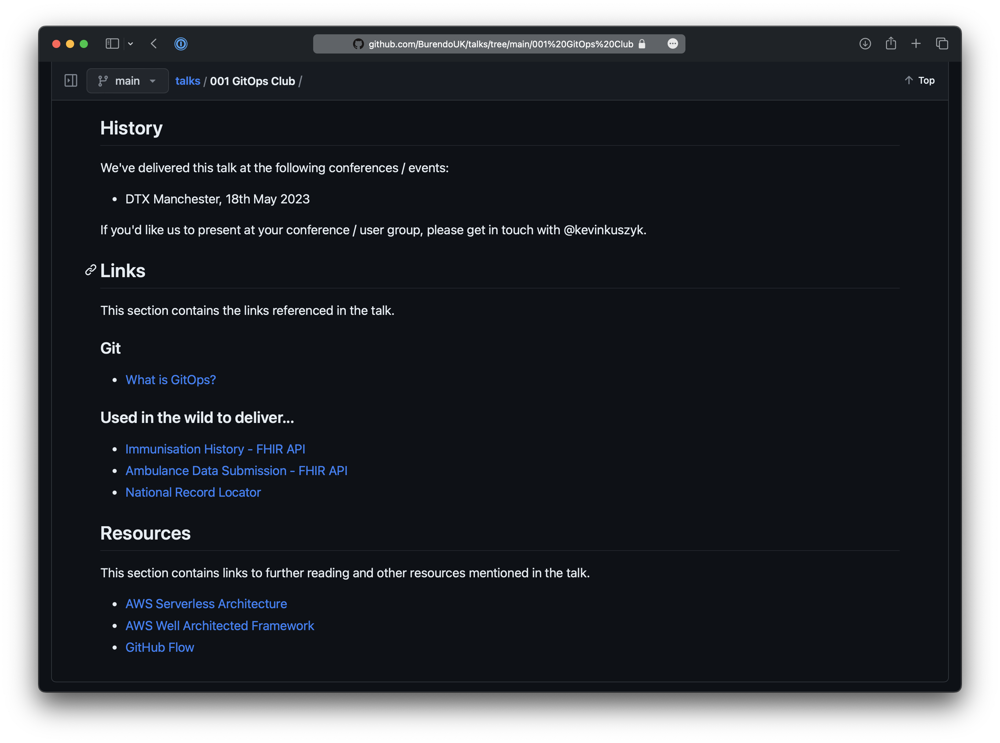 github.com/BurendoUK/talks/tree/main/001%20GitOps%20Club
main
talks / 001 GitOps Club /
Top
History
We've delivered this talk at the following conferences / events:
• DTX Manchester, 18th May 2023
If you'd like us to present at your conference / user group, please get in touch with @kevinkuszyk.
Links
This section contains the links referenced in the talk.
Git
• What is GitOps?
Used in the wild to deliver...
• Immunisation History - FHIR API
• Ambulance Data Submission - FHIR API
• National Record Locator
Resources
This section contains links to further reading and other resources mentioned in the talk.
• AWS Serverless Architecture
• AWS Well Architected Framework
• GitHub Flow